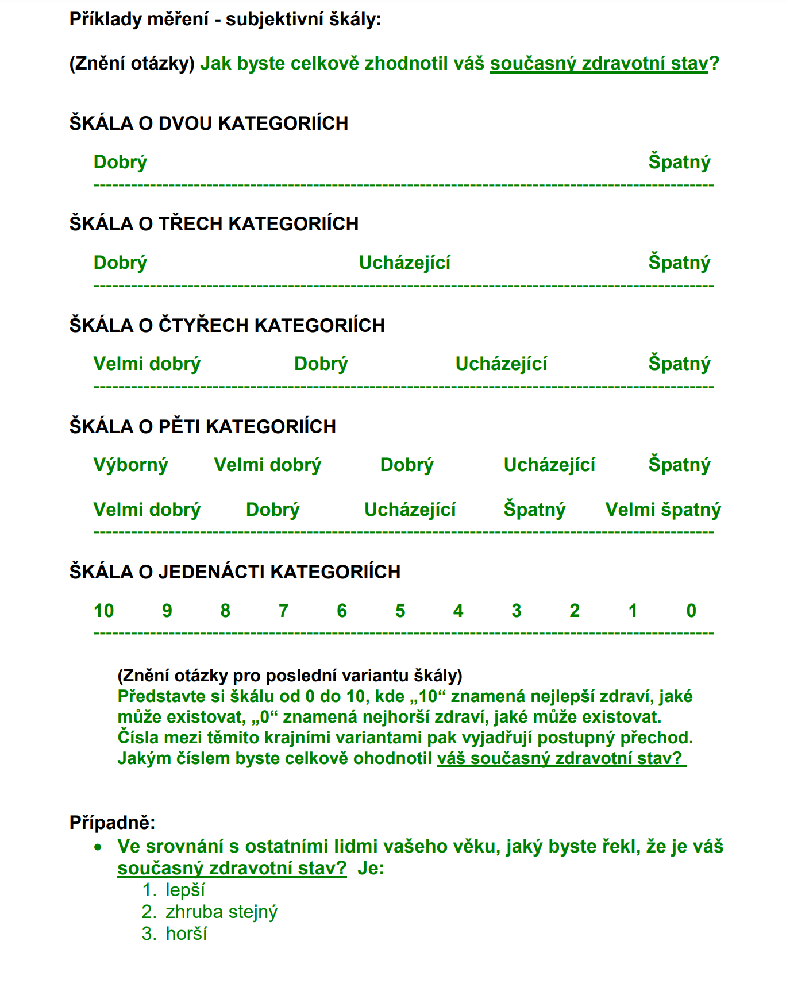 Příklady měření - subjektivní škály:
(Znění otázky) Jak byste celkově zhodnotil váš současný zdravotní stav?
ŠKÁLA O DVOU KATEGORIÍCH
Dobrý Špatný
---------------------------------------------------------------------------------------------------
ŠKÁLA O TŘECH KATEGORIÍCH
Dobrý Ucházející Špatný
---------------------------------------------------------------------------------------------------
ŠKÁLA O ČTYŘECH KATEGORIÍCH
Velmi dobrý Dobrý Ucházející Špatný
---------------------------------------------------------------------------------------------------
ŠKÁLA O PĚTI KATEGORIÍCH
Výborný Velmi dobrý Dobrý Ucházející Špatný
Velmi dobrý Dobrý Ucházející Špatný Velmi špatný
---------------------------------------------------------------------------------------------------
ŠKÁLA O JEDENÁCTI KATEGORIÍCH
10 9 8 7 6 5 4 3 2 1 0
---------------------------------------------------------------------------------------------------
(Znění otázky pro poslední variantu škály)
Představte si škálu od 0 do 10, kde „10“ znamená nejlepší zdraví, jaké
může existovat, „0“ znamená nejhorší zdraví, jaké může existovat.
Čísla mezi těmito krajními variantami pak vyjadřují postupný přechod.
Jakým číslem byste celkově ohodnotil váš současný zdravotní stav?
Případně:
• Ve srovnání s ostatními lidmi vašeho věku, jaký byste řekl, že je váš
současný zdravotní stav? Je:
1. lepší
2. zhruba stejný
3. horší